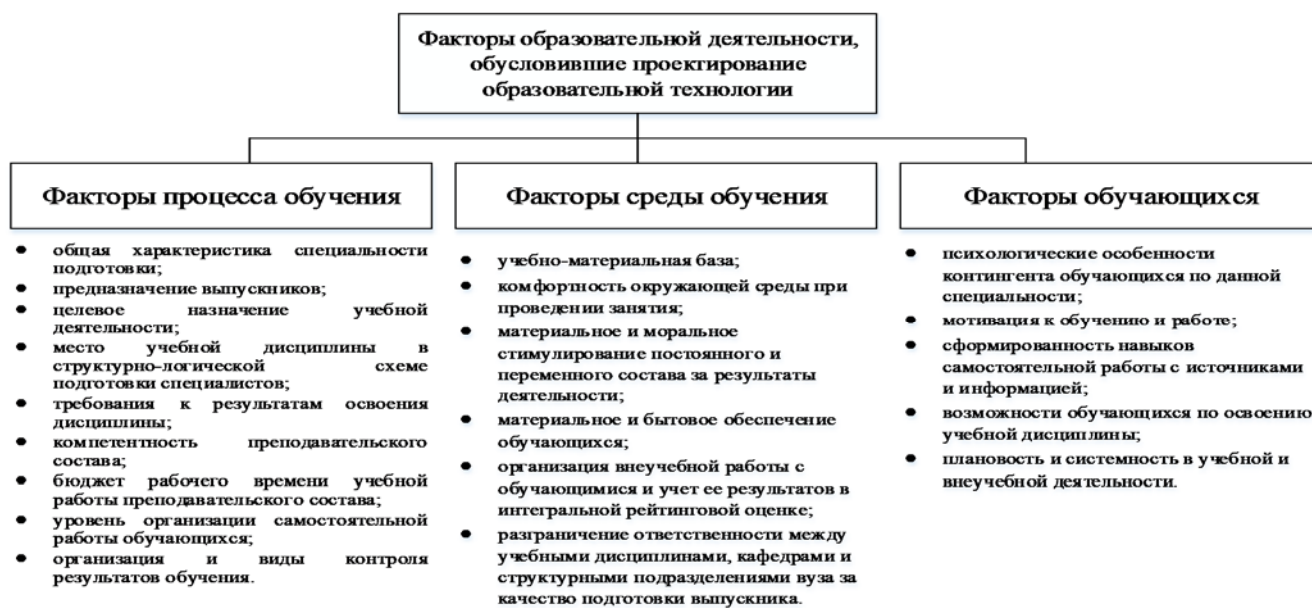 Факторы образовательной деятельности,
обусловившие проектирование
образовательной технологии
Факторы процесса обучения
● общая характеристика специальности
подготовки;
● предназначение выпускников;
● целевое назначение учебной
деятельности;
● место учебной дисциплины в
структурно-логической схеме
подготовки специалистов;
● требования к результатам освоения
дисциплины;
● компетентность преподавательского
состава;
● бюджет рабочего времени учебной
работы преподавательского состава;
● уровень организации самостоятельной
работы обучающихся;
● организация и виды контроля
результатов обучения.
Факторы среды обучения
● учебно-материальная база;
● комфортность окружающей среды при
проведении занятия;
● материальное и моральное
стимулирование постоянного и
переменного состава за результаты
деятельности;
● материальное и бытовое обеспечение
обучающихся;
● организация внеучебной работы с
обучающимися и учет ее результатов в
интегральной рейтинговой оценке;
● разграничение ответственности между
учебными дисциплинами, кафедрами и
структурными подразделениями вуза за
качество подготовки выпускника.
Факторы обучающихся
● психологические особенности
контингента обучающихся по данной
специальности;
● мотивация к обучению и работе;
● сформированность навыков
самостоятельной работы с источниками
и информацией;
● возможности обучающихся по освоению
учебной дисциплины;
● плановость и системность в учебной и
внеучебной деятельности.